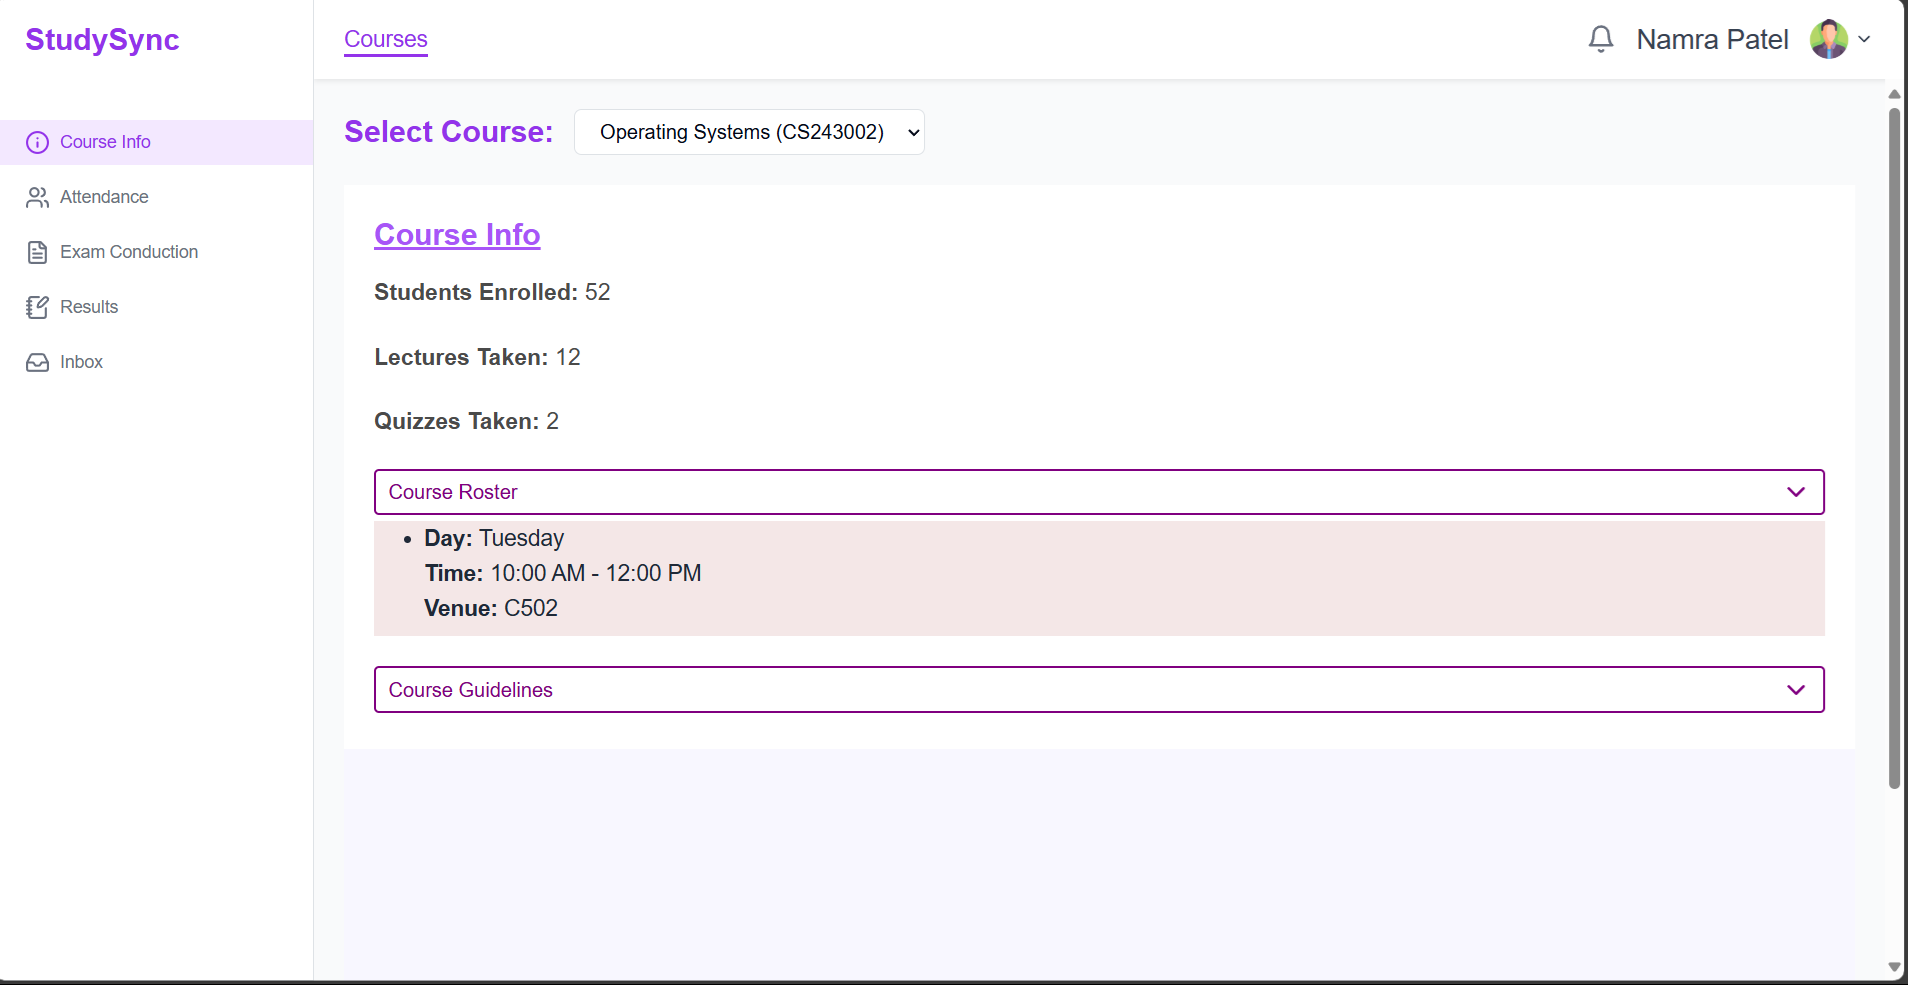 StudySync
Courses
Namra Patel
Course Info
Attendance
Exam Conduction
Results
Inbox
Select Course:
Operating Systems (CS243002)
Course Info
Students Enrolled: 52
Lectures Taken: 12
Quizzes Taken: 2
Course Roster
• Day: Tuesday
Time: 10:00 AM - 12:00 PM
Venue: C502
Course Guidelines